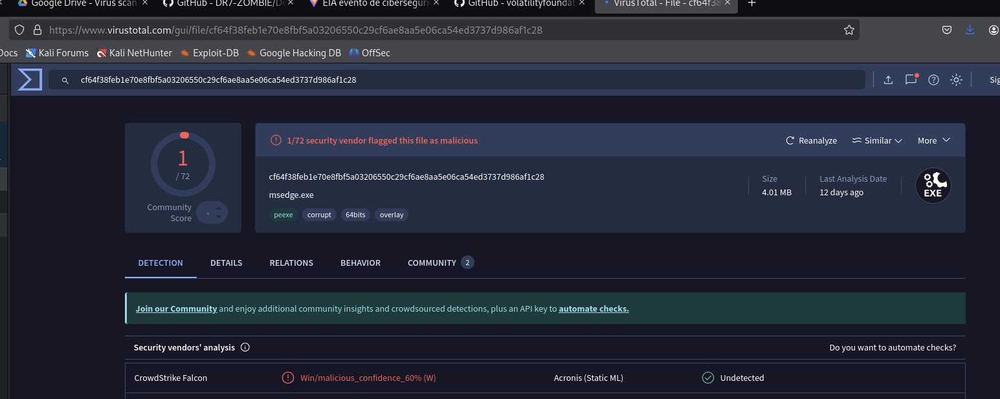 Google Drive - Virus scan
GitHub - DR7-ZOMBIE/D
EIA evento de ciberseguri
GitHub - volatilityfoundat
VirusTotal - File - cf64f38
https://www.virustotal.com/gui/file/cf64f38feb1e70e8fbf5a03206550c29cf6ae8aa5e06ca54ed3737d986af1c28
Docs Kali Forums Kali NetHunter Exploit-DB Google Hacking DB OffSec
cf64f38feb1e70e8fbf5a03206550c29cf6ae8aa5e06ca54ed3737d986af1c28
Sig
1
/ 72
Community
Score
1/72 security vendor flagged this file as malicious
Reanalyze Similar More
cf64f38feb1e70e8fbf5a03206550c29cf6ae8aa5e06ca54ed3737d986af1c28
msedge.exe
peexe corrupt 64bits overlay
Size
4.01 MB
Last Analysis Date
12 days ago
EXE
DETECTION DETAILS RELATIONS BEHAVIOR COMMUNITY 2
Join our Community and enjoy additional community insights and crowdsourced detections, plus an API key to automate checks.
Security vendors' analysis Do you want to automate checks?
CrowdStrike Falcon Win/malicious_confidence_60% (W) Acronis (Static ML) Undetected